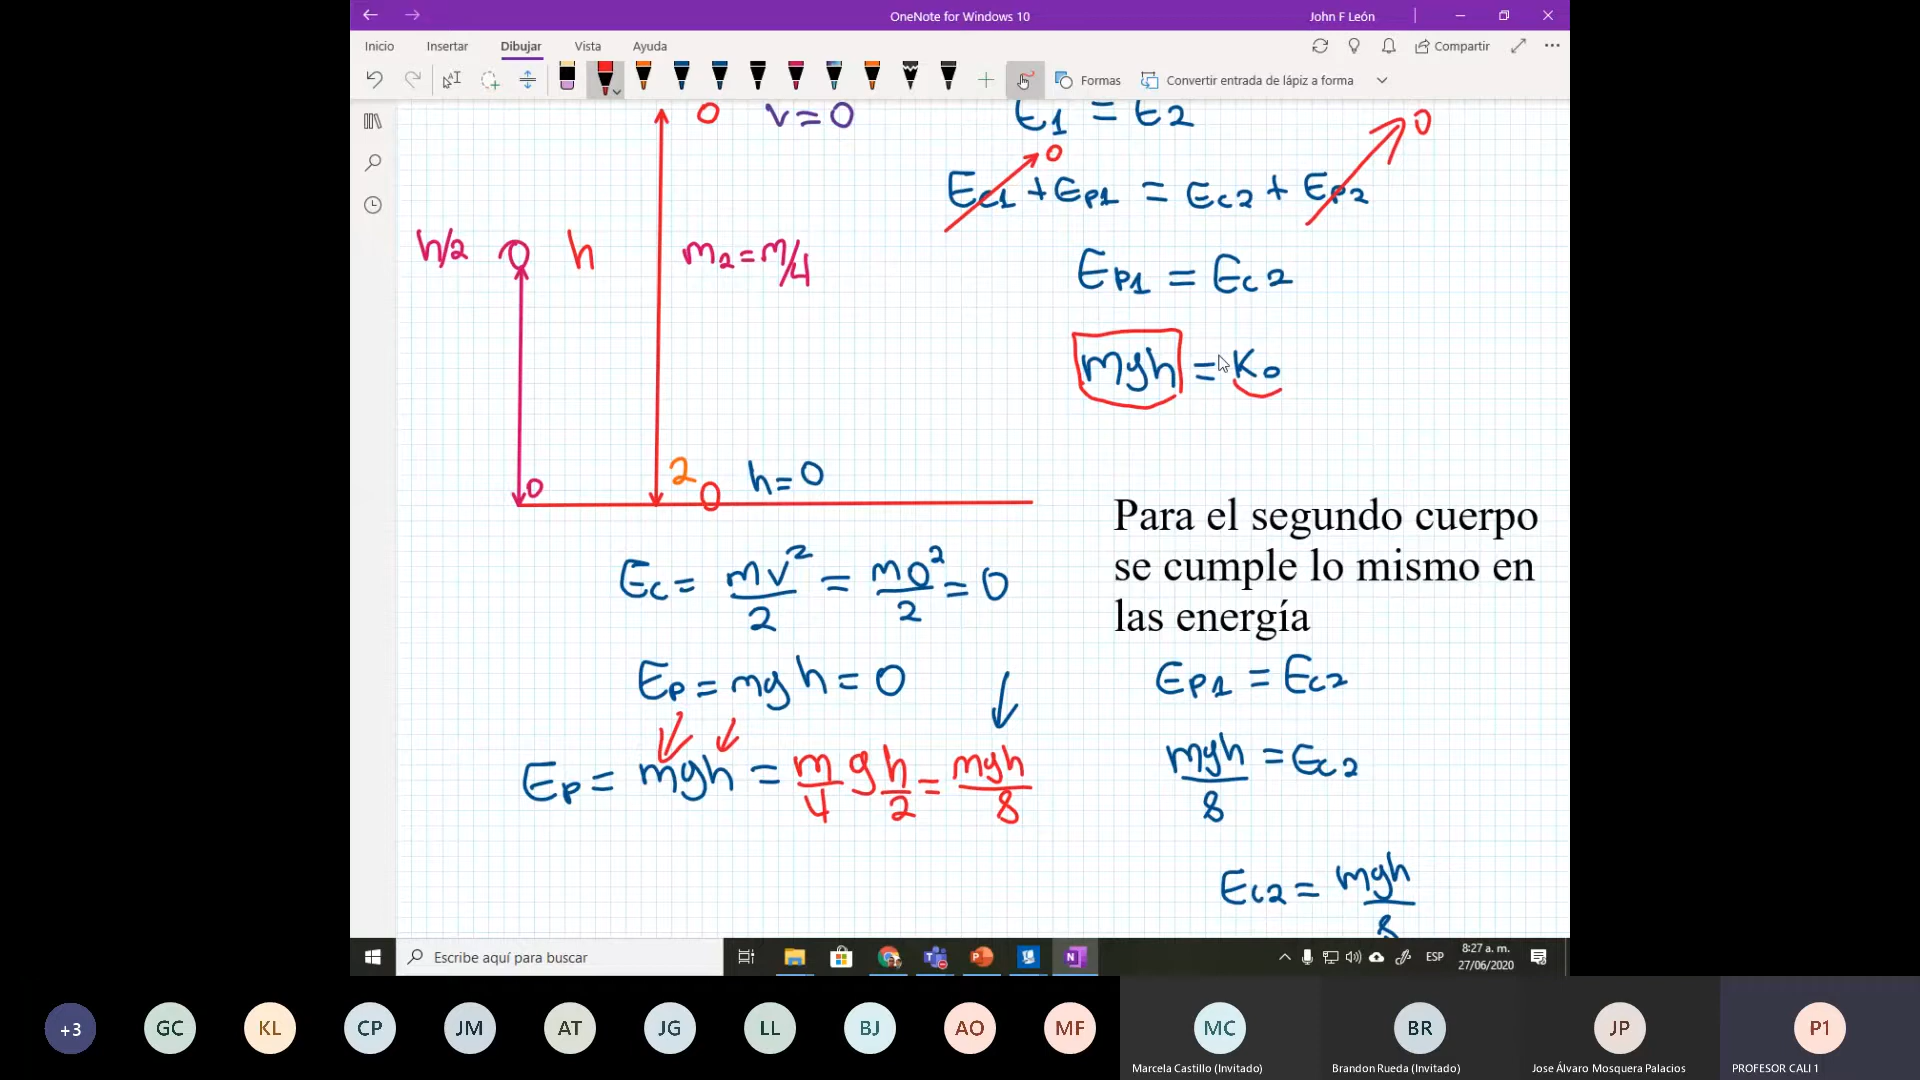 OneNote for Windows 10
John F León
Inicio Insertar Dibujar Vista Ayuda
Compartir
Formas
Convertir entrada de lápiz a forma
0 v=0
E1 = E2
0
0
Ec1 + Ep1 = Ec2 + Ep2
h/2 h m2=m/4
Ep1 = Ec2
mgh = Ko
2 h=0
0
Para el segundo cuerpo
se cumple lo mismo en
las energía
Ec = mv²/2 = m0²/2 = 0
Ep = mgh = 0
Ep1 = Ec2
Ep = mgh = m/4 g h/2 = mgh/8
mgh/8 = Ec2
Ec2 = mgh/8
Escribe aquí para buscar
ESP
8:27 a. m.
27/06/2020
+3 GC KL CP JM AT JG LL BJ AO MF MC BR JP P1
Marcela Castillo (Invitado)
Brandon Rueda (Invitado)
Jose Álvaro Mosquera Palacios
PROFESOR CALI 1